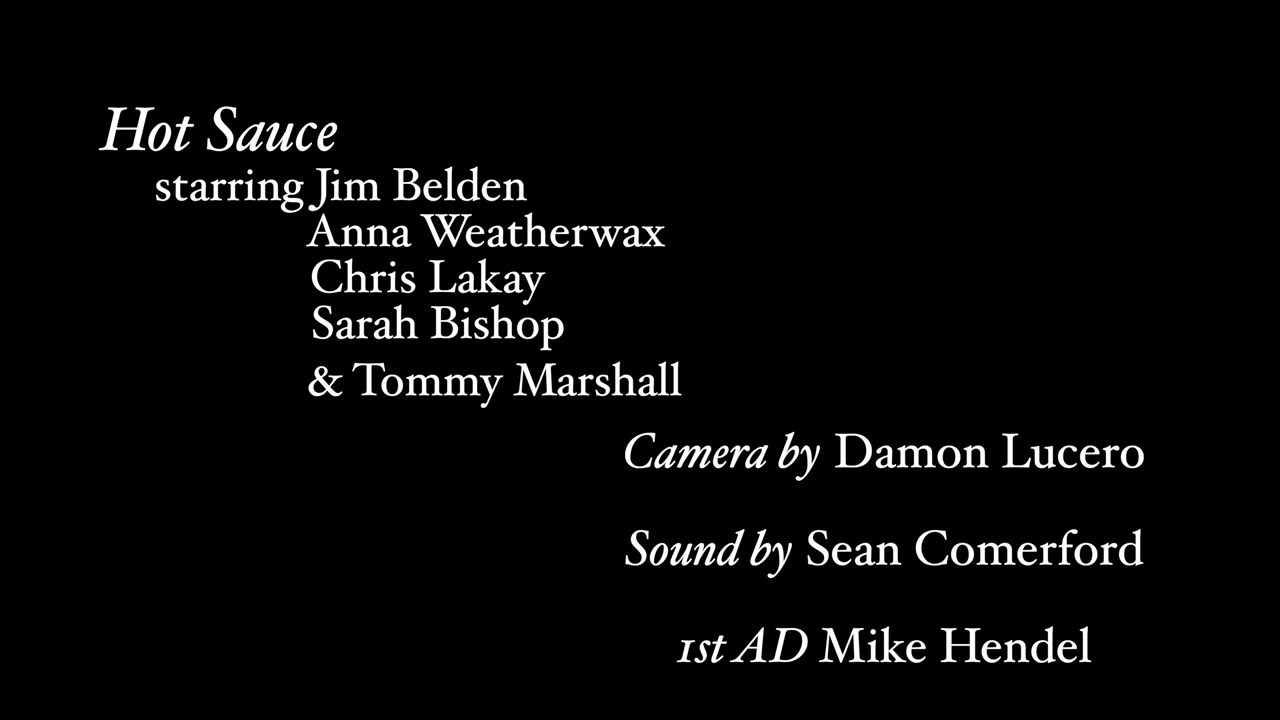 Hot Sauce
starring Jim Belden
Anna Weatherwax
Chris Lakay
Sarah Bishop
& Tommy Marshall
Camera by Damon Lucero
Sound by Sean Comerford
1st AD Mike Hendel